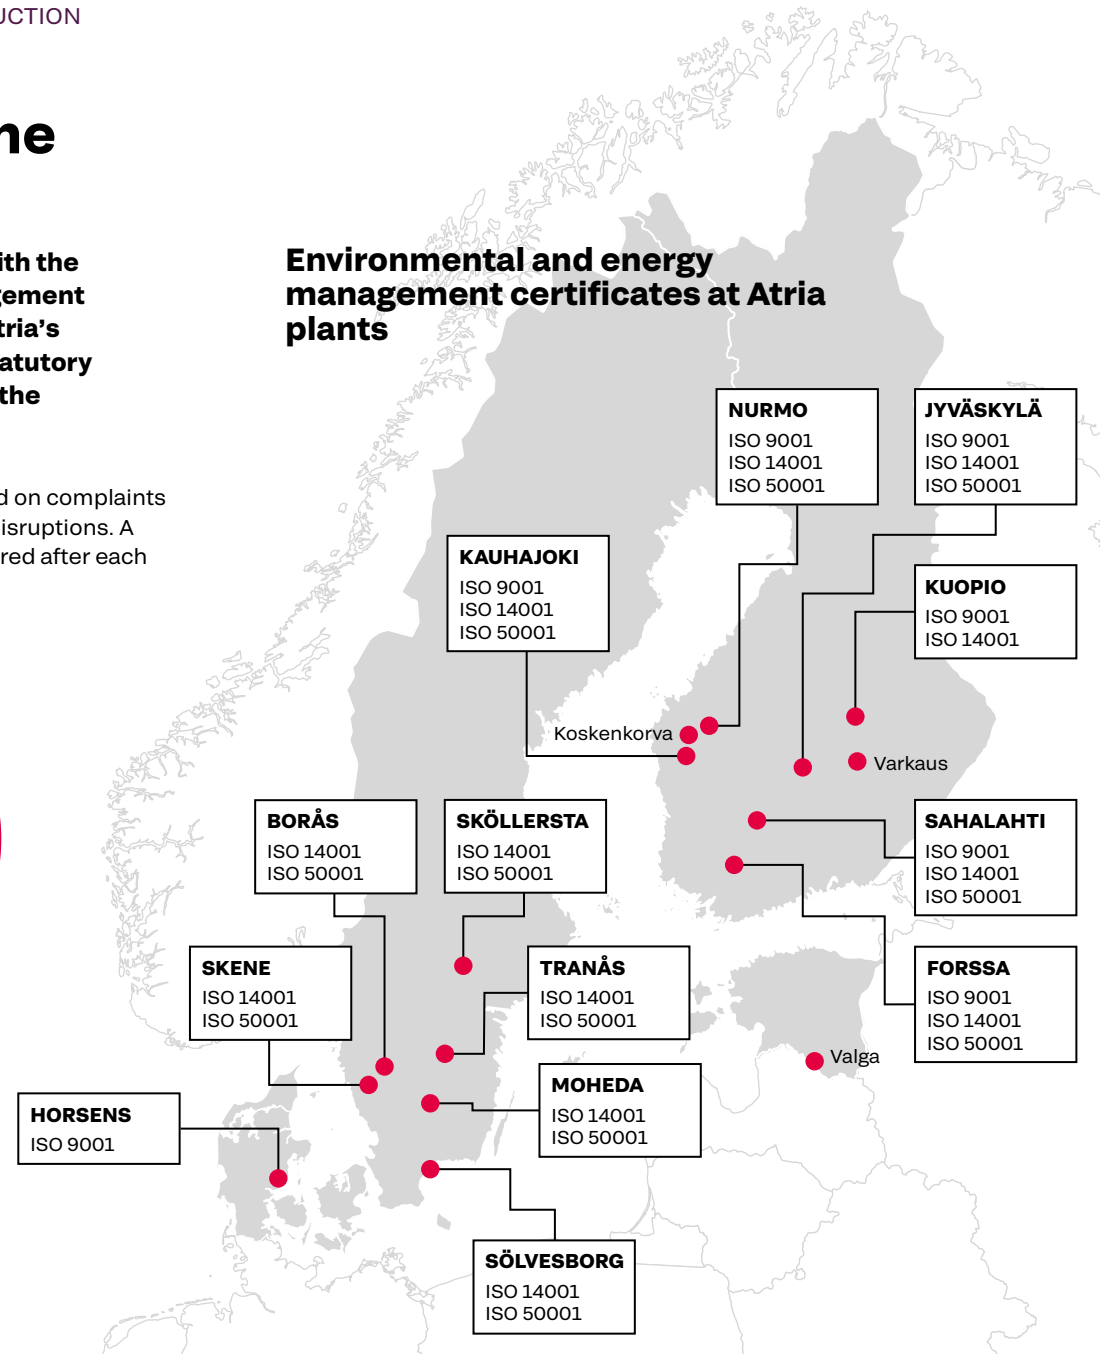 UCTION
ne
ith the
gement
tria's
atutory
the
d on complaints
isruptions. A
red after each
Environmental and energy
management certificates at Atria
plants
NURMO
ISO 9001
ISO 14001
ISO 50001
JYVÄSKYLÄ
ISO 9001
ISO 14001
ISO 50001
KAUHAJOKI
ISO 9001
ISO 14001
ISO 50001
KUOPIO
ISO 9001
ISO 14001
Koskenkorva
Varkaus
BORÅS
ISO 14001
ISO 50001
SKÖLLERSTA
ISO 14001
ISO 50001
SAHALAHTI
ISO 9001
ISO 14001
ISO 50001
SKENE
ISO 14001
ISO 50001
TRANÅS
ISO 14001
ISO 50001
FORSSA
ISO 9001
ISO 14001
ISO 50001
Valga
MOHEDA
ISO 14001
ISO 50001
HORSENS
ISO 9001
SÖLVESBORG
ISO 14001
ISO 50001